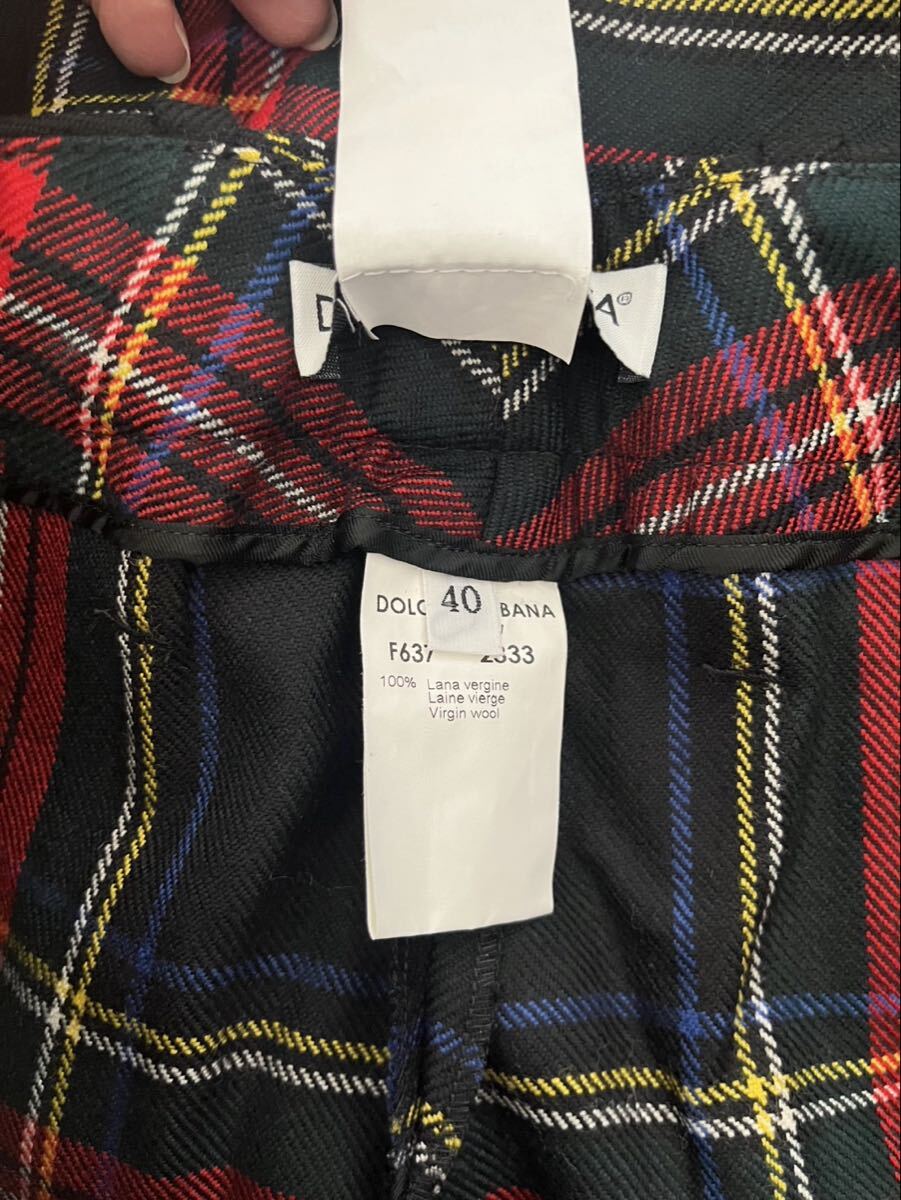 D A®
DOLC 40 BANA
F637 2333
100% Lana vergine
Laine vierge
Virgin wool